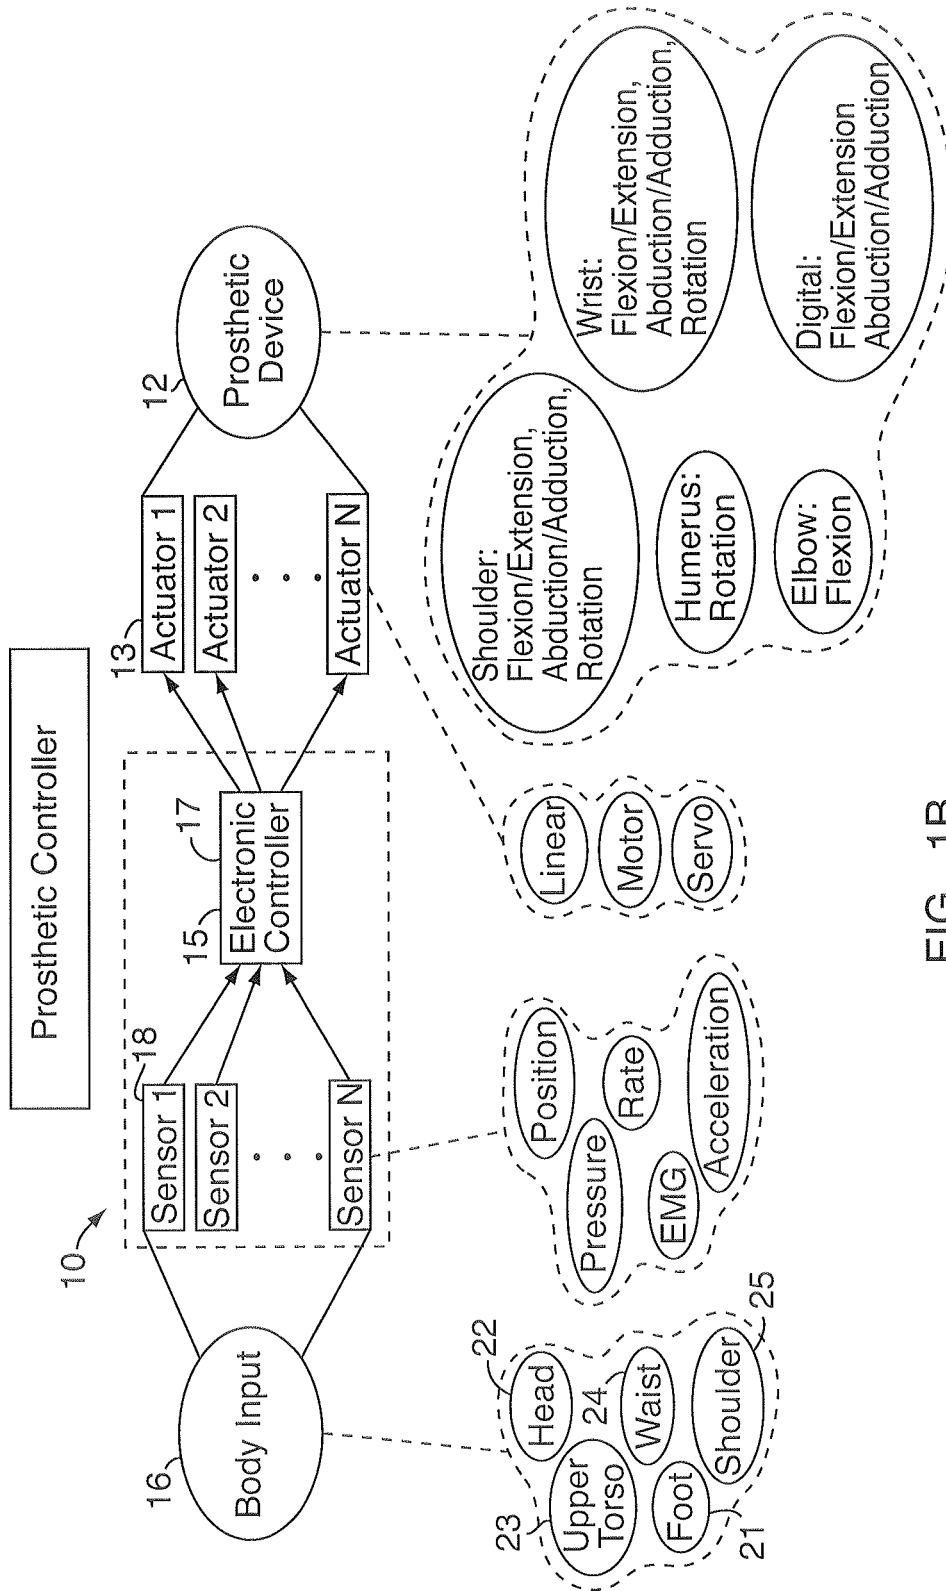 Prosthetic Controller
10
16
Body Input
18
Sensor 1
Sensor 2
Sensor N
15
17
Electronic
Controller
13
Actuator 1
Actuator 2
Actuator N
12
Prosthetic
Device
22
Head
23
Upper
Torso
24
Waist
Foot
21
Shoulder
25
Position
Pressure
Rate
EMG
Acceleration
Linear
Motor
Servo
Shoulder:
Flexion/Extension,
Abduction/Adduction,
Rotation
Wrist:
Flexion/Extension,
Abduction/Adduction,
Rotation
Humerus:
Rotation
Elbow:
Flexion
Digital:
Flexion/Extension
Abduction/Adduction
FIG. 1B